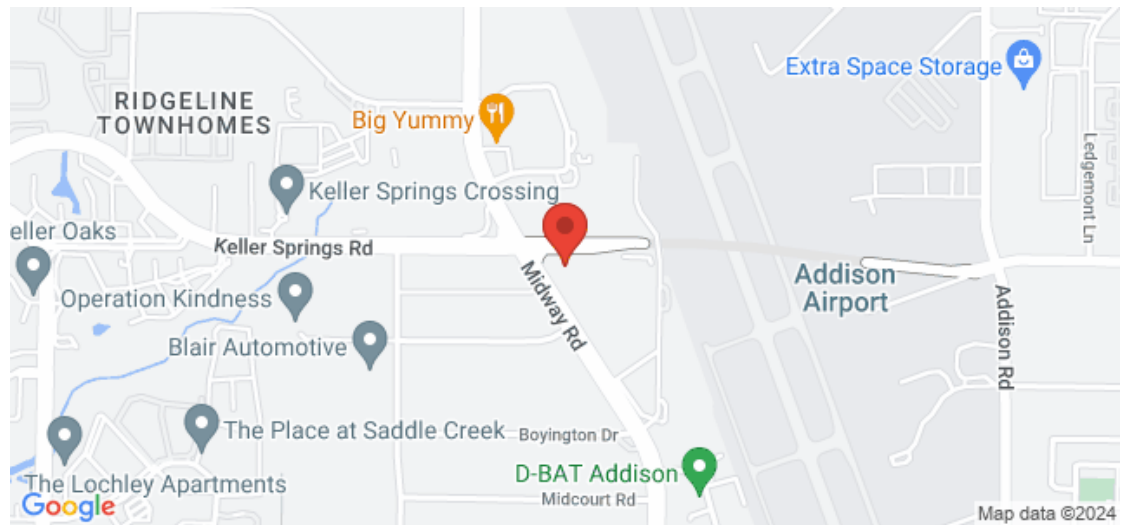 Extra Space Storage
RIDGELINE
TOWNHOMES
Big Yummy
Ledgemont Ln
Keller Springs Crossing
eller Oaks
Keller Springs Rd
Addison
Airport
Operation Kindness
Midway Rd
Addison Rd
Blair Automotive
The Place at Saddle Creek
Boyington Dr
D-BAT Addison
The Lochley Apartments
Midcourt Rd
Google
Map data ©2024